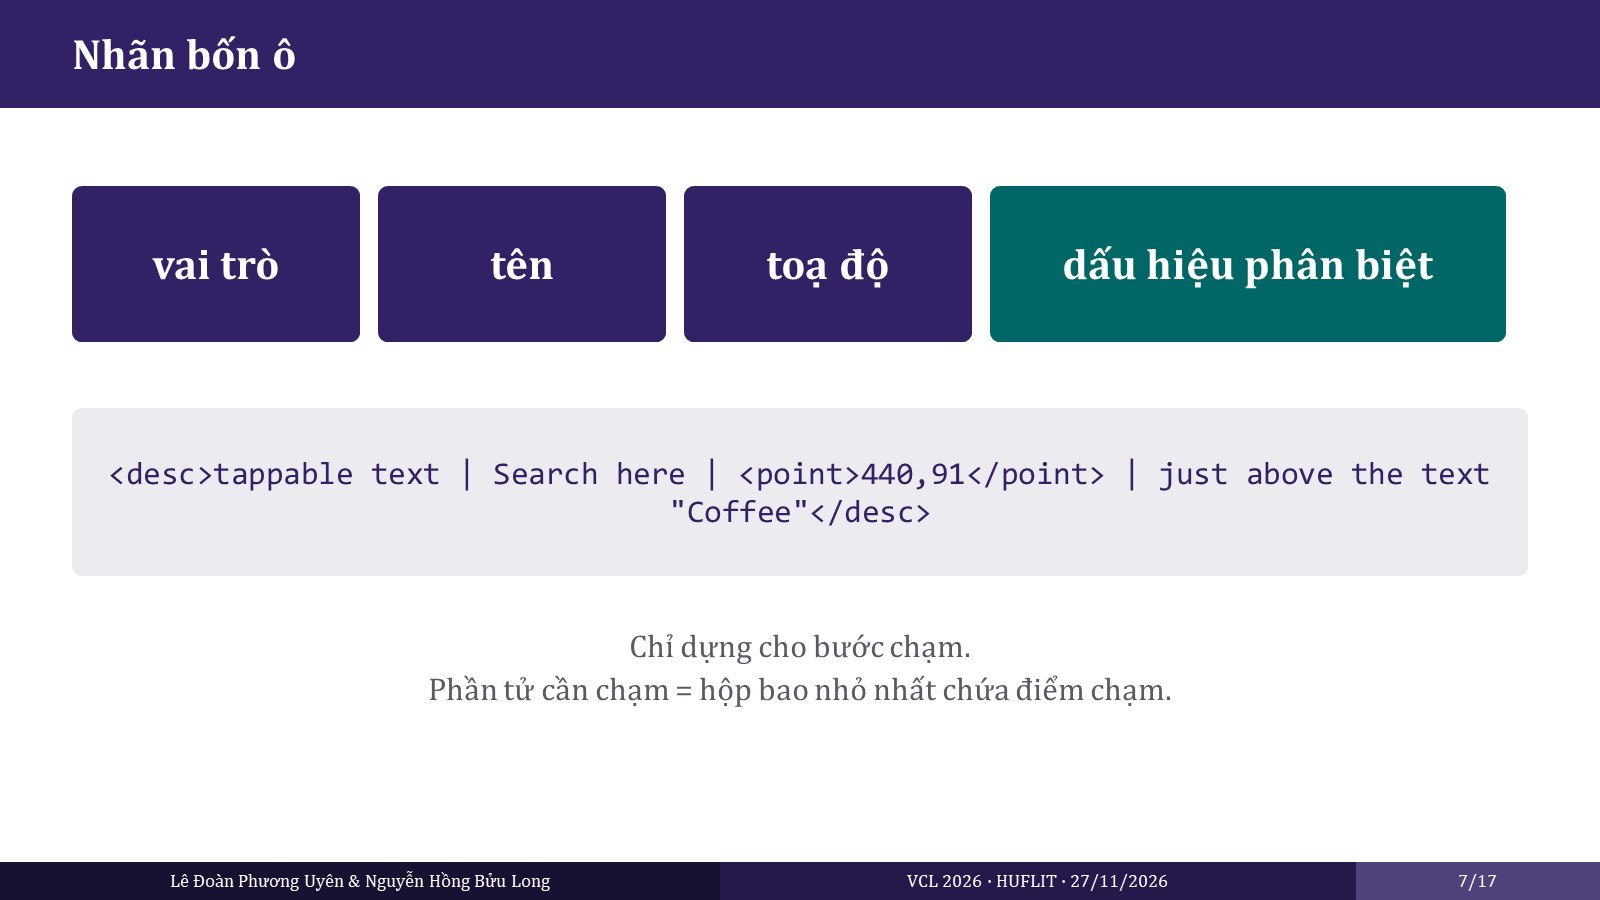 Nhãn bốn ô
vai trò
tên
toạ độ
dấu hiệu phân biệt
<desc>tappable text | Search here | <point>440,91</point> | just above the text
"Coffee"</desc>
Chỉ dựng cho bước chạm.
Phần tử cần chạm = hộp bao nhỏ nhất chứa điểm chạm.
Lê Đoàn Phương Uyên & Nguyễn Hồng Bửu Long
VCL 2026 · HUFLIT · 27/11/2026
7/17